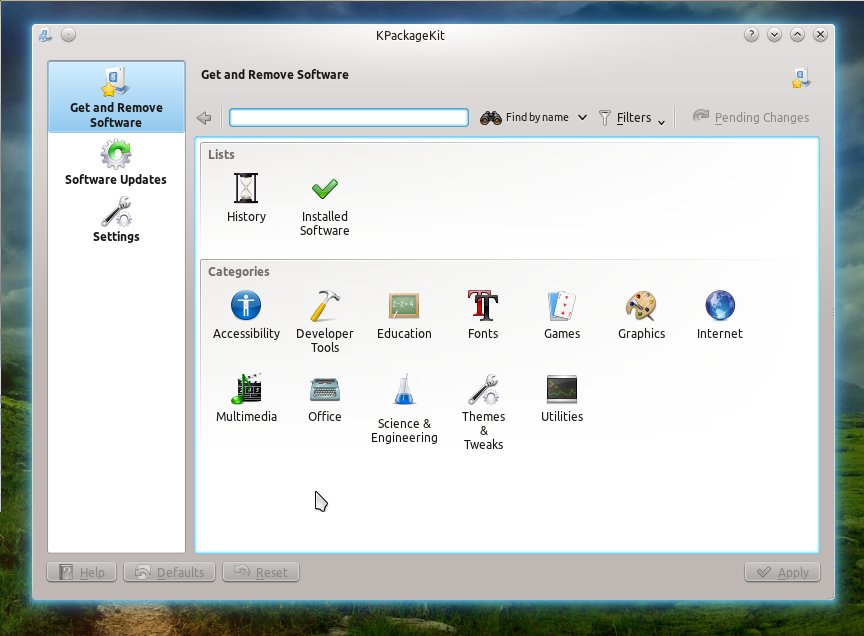 KPackageKit
Get and Remove
Software
Software Updates
Settings
Get and Remove Software
Find by name
Filters
Pending Changes
Lists
History
Installed
Software
Categories
Accessibility
Developer
Tools
Education
Fonts
Games
Graphics
Internet
Multimedia
Office
Science &
Engineering
Themes
&
Tweaks
Utilities
Help
Defaults
Reset
Apply